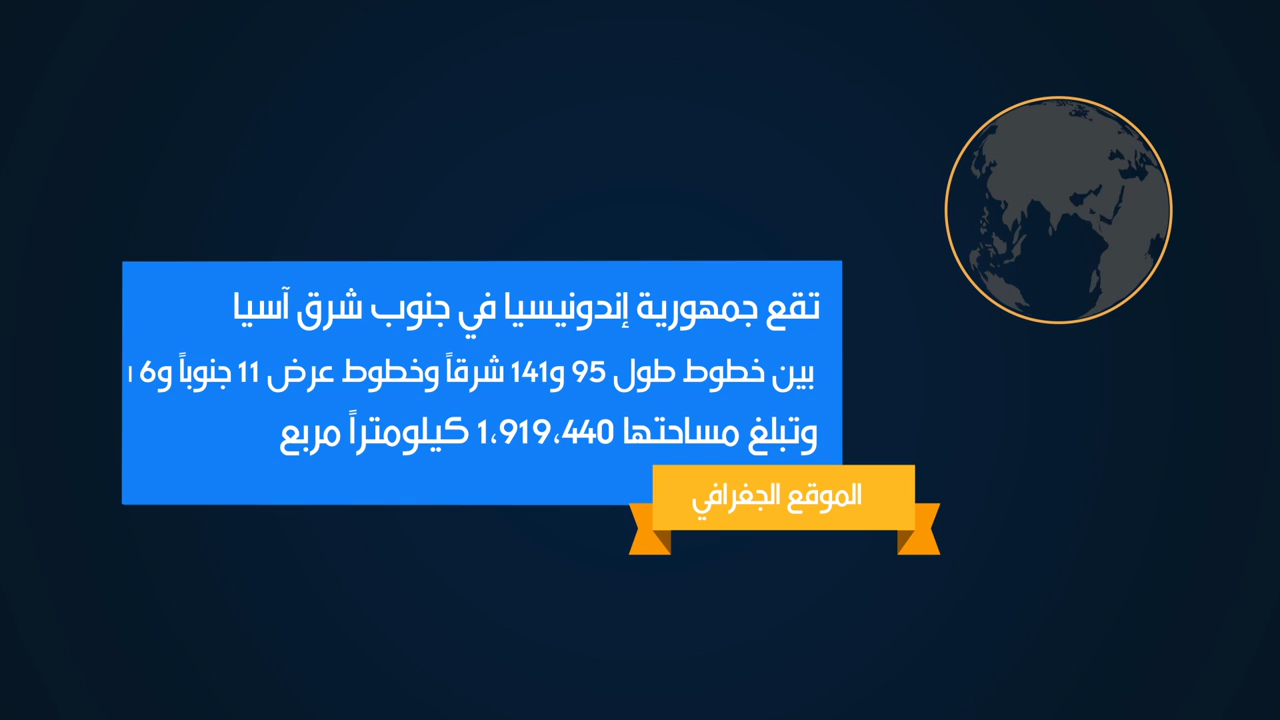 تقع جمهورية إندونيسيا في جنوب شرق آسيا
بين خطوط طول 95 و141 شرقاً وخطوط عرض 11 جنوباً و6
وتبلغ مساحتها 1،919،440 كيلومتراً مربع
الموقع الجغرافي